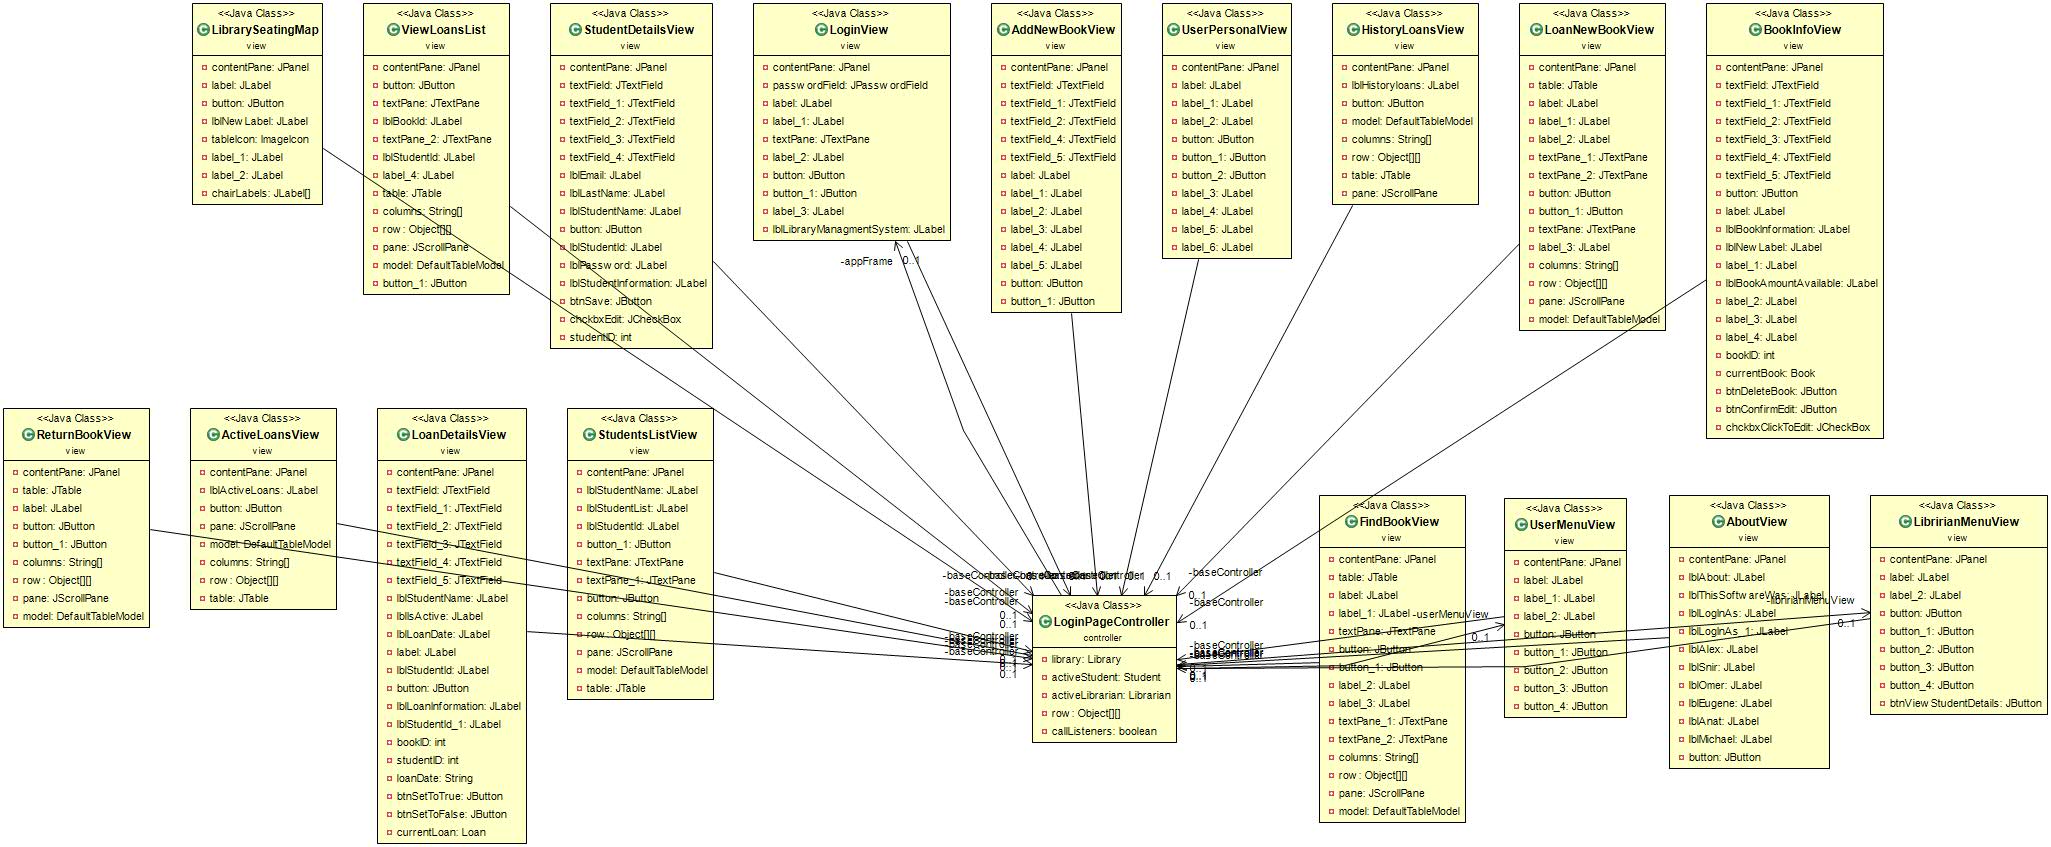 <<Java Class>>
LibrarySeatingMap
view
contentPane: JPanel
label: JLabel
button: JButton
lblNewLabel: JLabel
tableIcon: ImageIcon
label_1: JLabel
label_2: JLabel
chairLabels: JLabel[]
<<Java Class>>
ViewLoansList
view
contentPane: JPanel
button: JButton
textPane: JTextPane
lblBookId: JLabel
textPane_2: JTextPane
lblStudentId: JLabel
label_4: JLabel
table: JTable
columns: String[]
row: Object[][]
pane: JScrollPane
model: DefaultTableModel
button_1: JButton
<<Java Class>>
StudentDetailsView
view
contentPane: JPanel
textField: JTextField
textField_1: JTextField
textField_2: JTextField
textField_3: JTextField
textField_4: JTextField
lblEmail: JLabel
lblLastName: JLabel
lblStudentName: JLabel
button: JButton
lblStudentId: JLabel
lblPassword: JLabel
lblStudentInformation: JLabel
btnSave: JButton
chckbxEdit: JCheckBox
studentID: int
<<Java Class>>
LoginView
view
contentPane: JPanel
passwordField: JPasswordField
label: JLabel
label_1: JLabel
textPane: JTextPane
label_2: JLabel
button: JButton
button_1: JButton
label_3: JLabel
lblLibraryManagmentSystem: JLabel
-appFrame 0..1
<<Java Class>>
AddNewBookView
view
contentPane: JPanel
textField: JTextField
textField_1: JTextField
textField_2: JTextField
textField_4: JTextField
textField_5: JTextField
label: JLabel
label_1: JLabel
label_2: JLabel
label_3: JLabel
label_4: JLabel
label_5: JLabel
button: JButton
button_1: JButton
<<Java Class>>
UserPersonalView
view
contentPane: JPanel
label: JLabel
label_1: JLabel
label_2: JLabel
button: JButton
button_1: JButton
button_2: JButton
label_3: JLabel
label_4: JLabel
label_5: JLabel
label_6: JLabel
<<Java Class>>
HistoryLoansView
view
contentPane: JPanel
lblHistoryloans: JLabel
button: JButton
model: DefaultTableModel
columns: String[]
row: Object[][]
table: JTable
pane: JScrollPane
<<Java Class>>
LoanNewBookView
view
contentPane: JPanel
table: JTable
label: JLabel
label_1: JLabel
label_2: JLabel
textPane_1: JTextPane
textPane_2: JTextPane
button: JButton
button_1: JButton
textPane: JTextPane
label_3: JLabel
columns: String[]
row: Object[][]
pane: JScrollPane
model: DefaultTableModel
<<Java Class>>
BookInfoView
view
contentPane: JPanel
textField: JTextField
textField_1: JTextField
textField_2: JTextField
textField_3: JTextField
textField_4: JTextField
textField_5: JTextField
button: JButton
label: JLabel
lblBookInformation: JLabel
lblNewLabel: JLabel
label_1: JLabel
lblBookAmountAvailable: JLabel
label_2: JLabel
label_3: JLabel
label_4: JLabel
bookID: int
currentBook: Book
btnDeleteBook: JButton
btnConfirmEdit: JButton
chckbxClickToEdit: JCheckBox
<<Java Class>>
ReturnBookView
view
contentPane: JPanel
table: JTable
label: JLabel
button: JButton
button_1: JButton
columns: String[]
row: Object[][]
pane: JScrollPane
model: DefaultTableModel
<<Java Class>>
ActiveLoansView
view
contentPane: JPanel
lblActiveLoans: JLabel
button: JButton
pane: JScrollPane
model: DefaultTableModel
columns: String[]
row: Object[][]
table: JTable
<<Java Class>>
LoanDetailsView
view
contentPane: JPanel
textField: JTextField
textField_1: JTextField
textField_2: JTextField
textField_3: JTextField
textField_4: JTextField
textField_5: JTextField
lblStudentName: JLabel
lblIsActive: JLabel
lblLoanDate: JLabel
label: JLabel
lblStudentId: JLabel
button: JButton
lblLoanInformation: JLabel
lblStudentId_1: JLabel
bookID: int
studentID: int
loanDate: String
btnSetToTrue: JButton
btnSetToFalse: JButton
currentLoan: Loan
<<Java Class>>
StudentsListView
view
contentPane: JPanel
lblStudentName: JLabel
lblStudentList: JLabel
lblStudentId: JLabel
button_1: JButton
textPane: JTextPane
textPane_1: JTextPane
button: JButton
columns: String[]
row: Object[][]
pane: JScrollPane
model: DefaultTableModel
table: JTable
-baseController
-baseController
0..1
0..1
-baseController
0..1
0..1
0..1
-baseController
0..1
-baseController
0..1
<<Java Class>>
LoginPageController
controller
library: Library
activeStudent: Student
activeLibrarian: Librarian
row: Object[][]
callListeners: boolean
-baseController
-baseController
0..1
<<Java Class>>
FindBookView
view
contentPane: JPanel
table: JTable
label: JLabel
label_1: JLabel
textPane: JTextPane
button: JButton
button_1: JButton
label_2: JLabel
label_3: JLabel
textPane_1: JTextPane
textPane_2: JTextPane
columns: String[]
row: Object[][]
pane: JScrollPane
model: DefaultTableModel
-userMenuView
0..1
<<Java Class>>
UserMenuView
view
contentPane: JPanel
label: JLabel
label_1: JLabel
label_2: JLabel
button: JButton
button_1: JButton
button_2: JButton
button_3: JButton
button_4: JButton
<<Java Class>>
AboutView
view
contentPane: JPanel
lblAbout: JLabel
lblThisSoftwareWas: JLabel
lblLoginAs: JLabel
lblLoginAs_1: JLabel
lblAlex: JLabel
lblSnir: JLabel
lblOmer: JLabel
lblEugene: JLabel
lblAnat: JLabel
lblMichael: JLabel
button: JButton
-libririanMenuView
0..1
<<Java Class>>
LibririanMenuView
view
contentPane: JPanel
label: JLabel
label_2: JLabel
button: JButton
button_1: JButton
button_2: JButton
button_3: JButton
button_4: JButton
btnViewStudentDetails: JButton